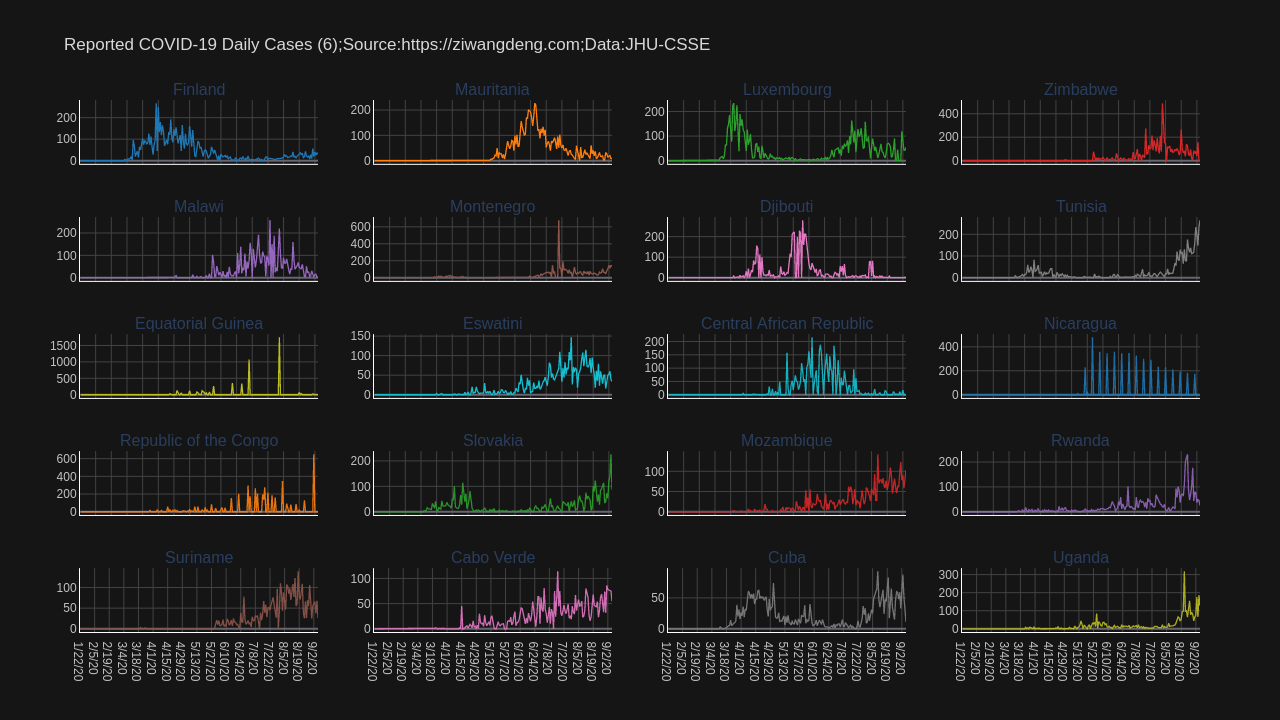 Reported COVID-19 Daily Cases (6);Source:https://ziwangdeng.com;Data:JHU-CSSE
Finland
200
100
0
Mauritania
200
100
0
Luxembourg
200
100
0
Zimbabwe
400
200
0
Malawi
200
100
0
Montenegro
600
400
200
0
Djibouti
200
100
0
Tunisia
200
100
0
Equatorial Guinea
1500
1000
500
0
Eswatini
150
100
50
0
Central African Republic
200
150
100
50
0
Nicaragua
400
200
0
Republic of the Congo
600
400
200
0
Slovakia
200
100
0
Mozambique
100
50
0
Rwanda
200
100
0
Suriname
100
50
0
1/22/20 2/5/20 2/19/20 3/4/20 3/18/20 4/1/20 4/15/20 4/29/20 5/13/20 5/27/20 6/10/20 6/24/20 7/8/20 7/22/20 8/5/20 8/19/20 9/2/20
Cabo Verde
100
50
0
1/22/20 2/5/20 2/19/20 3/4/20 3/18/20 4/1/20 4/15/20 4/29/20 5/13/20 5/27/20 6/10/20 6/24/20 7/8/20 7/22/20 8/5/20 8/19/20 9/2/20
Cuba
50
0
1/22/20 2/5/20 2/19/20 3/4/20 3/18/20 4/1/20 4/15/20 4/29/20 5/13/20 5/27/20 6/10/20 6/24/20 7/8/20 7/22/20 8/5/20 8/19/20 9/2/20
Uganda
300
200
100
0
1/22/20 2/5/20 2/19/20 3/4/20 3/18/20 4/1/20 4/15/20 4/29/20 5/13/20 5/27/20 6/10/20 6/24/20 7/8/20 7/22/20 8/5/20 8/19/20 9/2/20